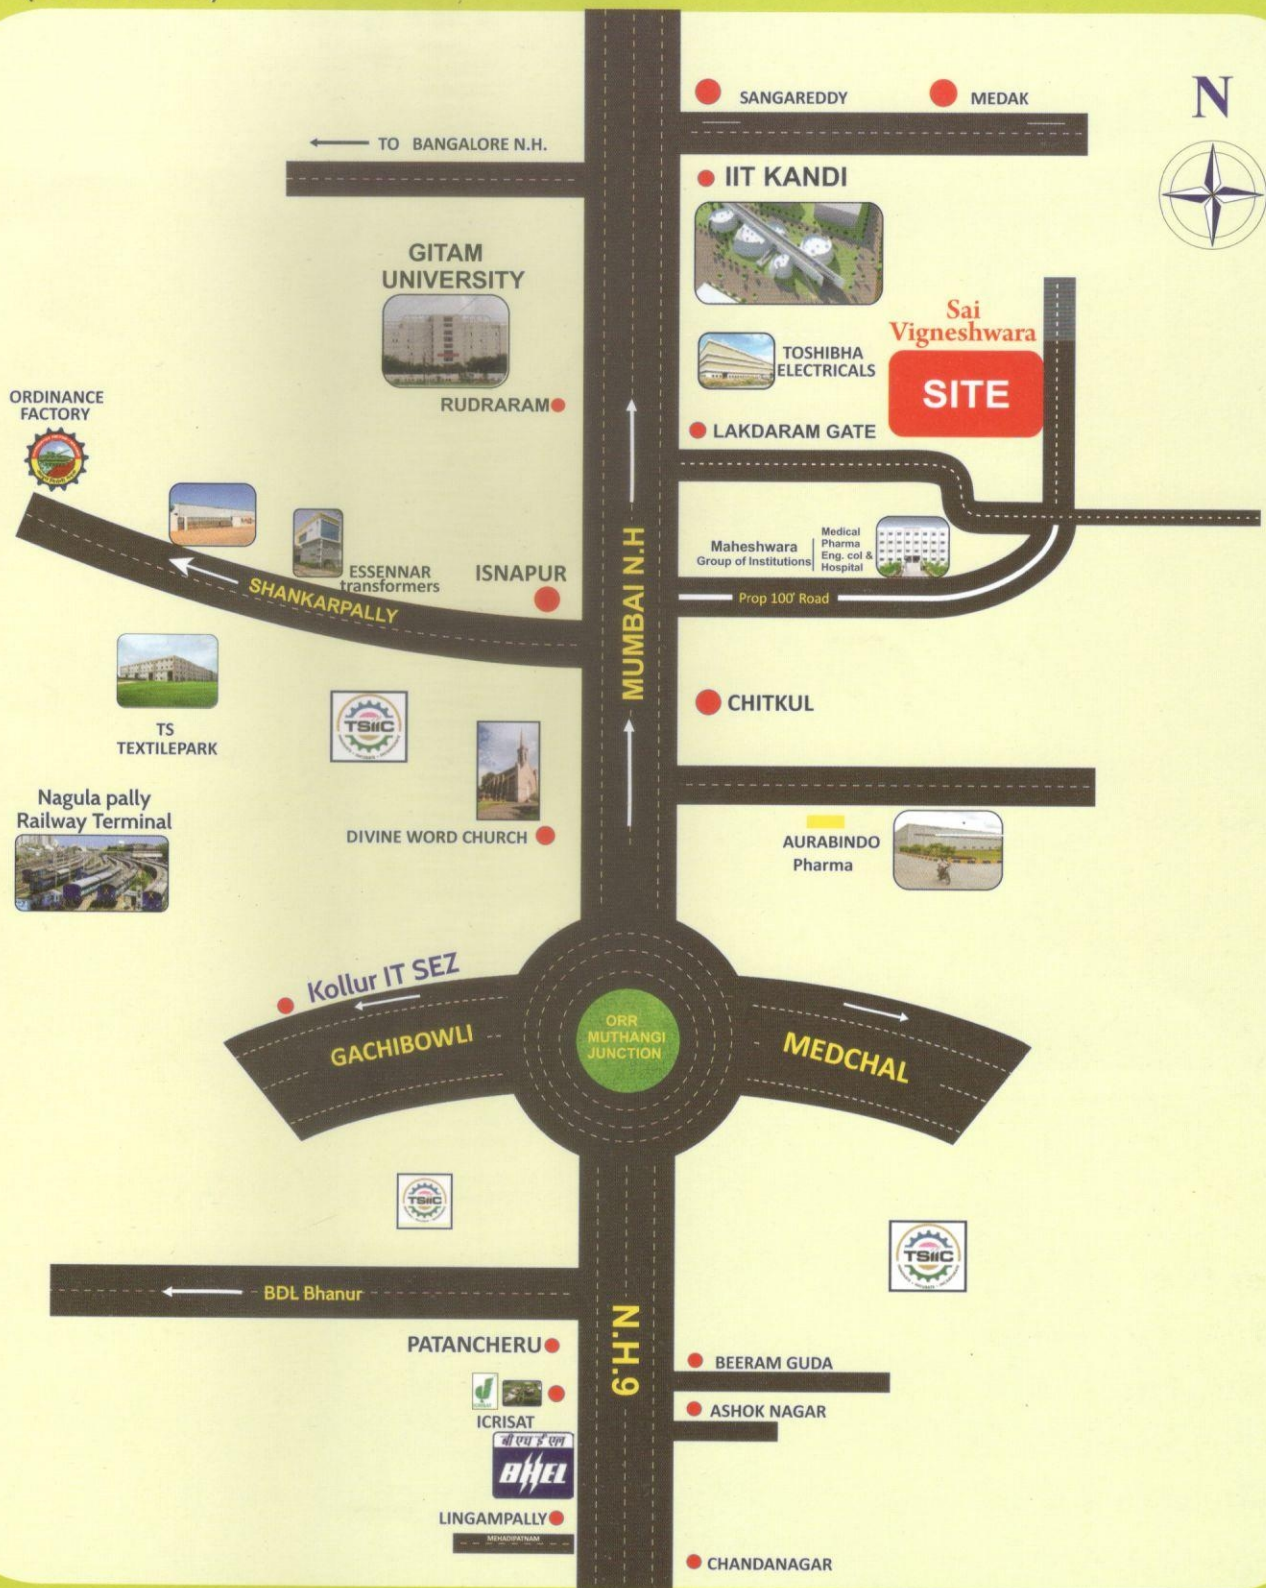 SANGAREDDY
MEDAK
N
TO BANGALORE N.H.
IIT KANDI
GITAM
UNIVERSITY
Sai
Vigneshwara
SITE
TOSHIBHA
ELECTRICALS
RUDRARAM
LAKDARAM GATE
ORDINANCE
FACTORY
MUMBAI N.H
Maheshwara
Group of Institutions
Medical
Pharma
Eng. col &
Hospital
ESSENNAR
transformers
ISNAPUR
SHANKARPALLY
Prop 100' Road
CHITKUL
TS
TEXTILEPARK
TSiiC
Nagula pally
Railway Terminal
DIVINE WORD CHURCH
AURABINDO
Pharma
Kollur IT SEZ
GACHIBOWLI
ORR
MUTHANGI
JUNCTION
MEDCHAL
TSiiC
TSiiC
BDL Bhanur
N.H.9
PATANCHERU
BEERAM GUDA
ICRISAT
ASHOK NAGAR
बी एच ई एल
BHEL
LINGAMPALLY
MEHADIPATNAM
CHANDANAGAR